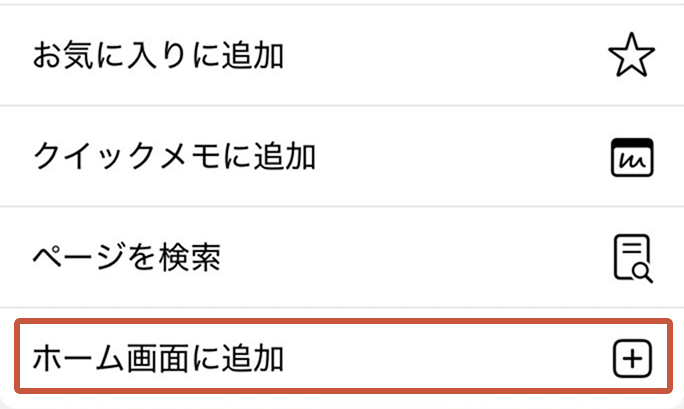 お気に入りに追加
クイックメモに追加
ページを検索
ホーム画面に追加